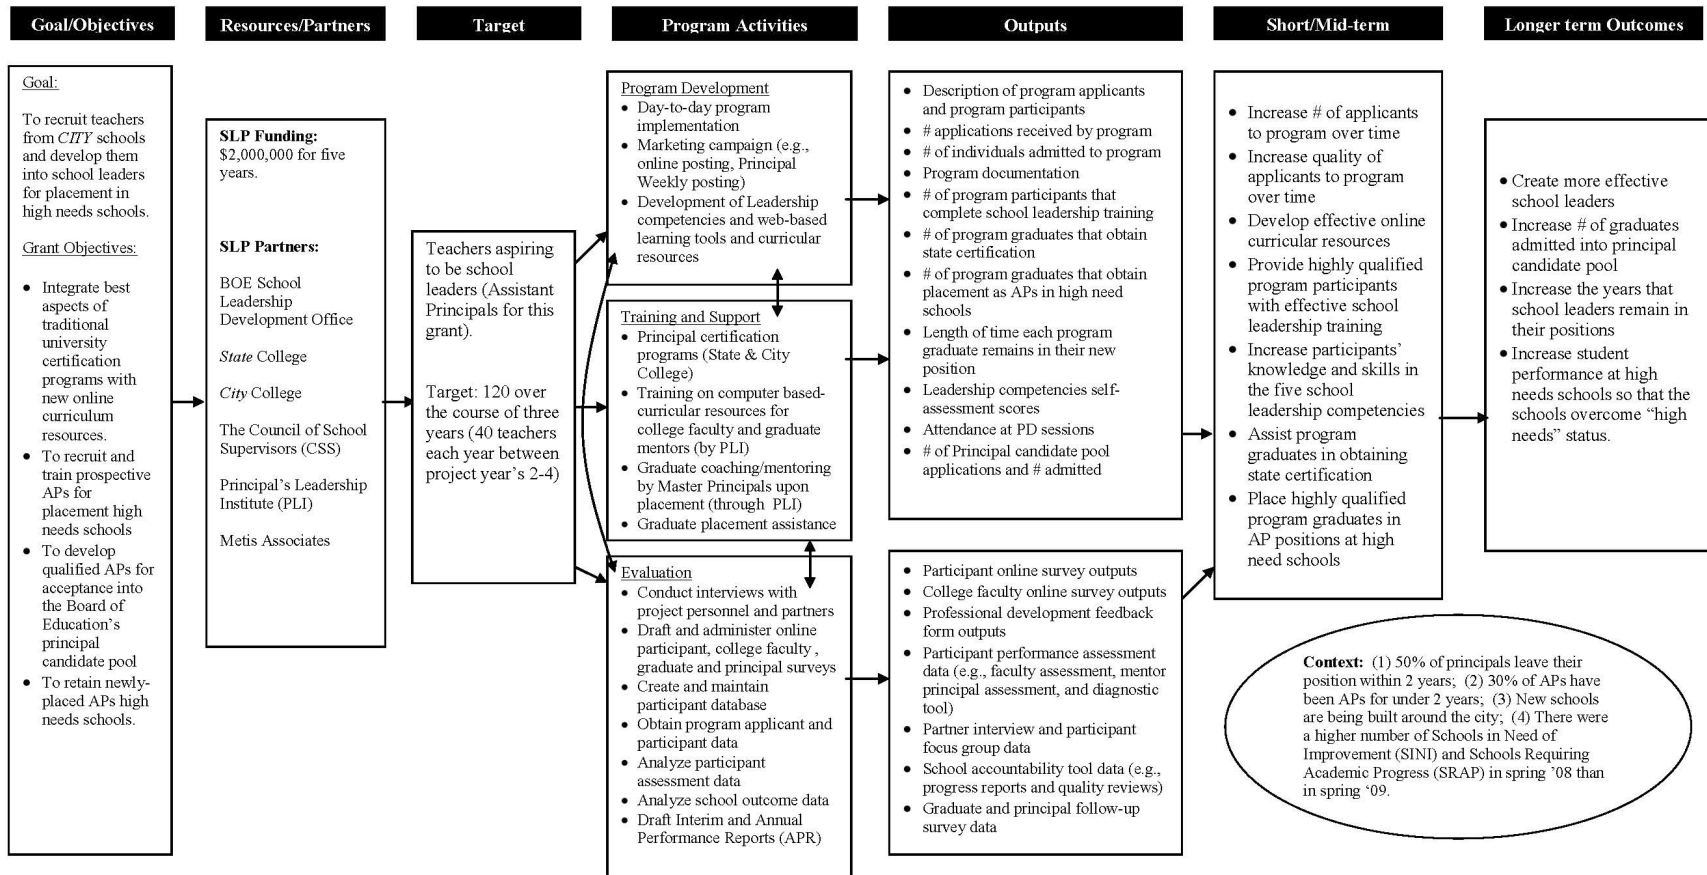 Goal/Objectives
Resources/Partners
Target
Program Activities
Outputs
Short/Mid-term
Longer term Outcomes
Goal:
To recruit teachers
from CITY schools
and develop them
into school leaders
for placement in
high needs schools.
Grant Objectives:
• Integrate best
aspects of
traditional
university
certification
programs with
new online
curriculum
resources.
• To recruit and
train prospective
APs for
placement high
needs schools
• To develop
qualified APs for
acceptance into
the Board of
Education's
principal
candidate pool
• To retain newly-
placed APs high
needs schools.
SLP Funding:
$2,000,000 for five
years.
SLP Partners:
BOE School
Leadership
Development Office
State College
City College
The Council of School
Supervisors (CSS)
Principal's Leadership
Institute (PLI)
Metis Associates
Teachers aspiring
to be school
leaders (Assistant
Principals for this
grant).
Target: 120 over
the course of three
years (40 teachers
each year between
project year's 2-4)
Program Development
• Day-to-day program
implementation
• Marketing campaign (e.g.,
online posting, Principal
Weekly posting)
• Development of Leadership
competencies and web-based
learning tools and curricular
resources
Training and Support
• Principal certification
programs (State & City
College)
• Training on computer based-
curricular resources for
college faculty and graduate
mentors (by PLI)
• Graduate coaching/mentoring
by Master Principals upon
placement (through PLI)
• Graduate placement assistance
Evaluation
• Conduct interviews with
project personnel and partners
• Draft and administer online
participant, college faculty ,
graduate and principal surveys
• Create and maintain
participant database
• Obtain program applicant and
participant data
• Analyze participant
assessment data
• Analyze school outcome data
• Draft Interim and Annual
Performance Reports (APR)
• Description of program applicants
and program participants
• # applications received by program
• # of individuals admitted to program
• Program documentation
• # of program participants that
complete school leadership training
• # of program graduates that obtain
state certification
• # of program graduates that obtain
placement as APs in high need
schools
• Length of time each program
graduate remains in their new
position
• Leadership competencies self-
assessment scores
• Attendance at PD sessions
• # of Principal candidate pool
applications and # admitted
• Participant online survey outputs
• College faculty online survey outputs
• Professional development feedback
form outputs
• Participant performance assessment
data (e.g., faculty assessment, mentor
principal assessment, and diagnostic
tool)
• Partner interview and participant
focus group data
• School accountability tool data (e.g.,
progress reports and quality reviews)
• Graduate and principal follow-up
survey data
• Increase # of applicants
to program over time
• Increase quality of
applicants to program
over time
• Develop effective online
curricular resources
• Provide highly qualified
program participants
with effective school
leadership training
• Increase participants'
knowledge and skills in
the five school
leadership competencies
• Assist program
graduates in obtaining
state certification
• Place highly qualified
program graduates in
AP positions at high
need schools
• Create more effective
school leaders
• Increase # of graduates
admitted into principal
candidate pool
• Increase the years that
school leaders remain in
their positions
• Increase student
performance at high
needs schools so that the
schools overcome “high
needs” status.
Context: (1) 50% of principals leave their
position within 2 years; (2) 30% of APs have
been APs for under 2 years; (3) New schools
are being built around the city; (4) There were
a higher number of Schools in Need of
Improvement (SINI) and Schools Requiring
Academic Progress (SRAP) in spring ’08 than
in spring ‘09.